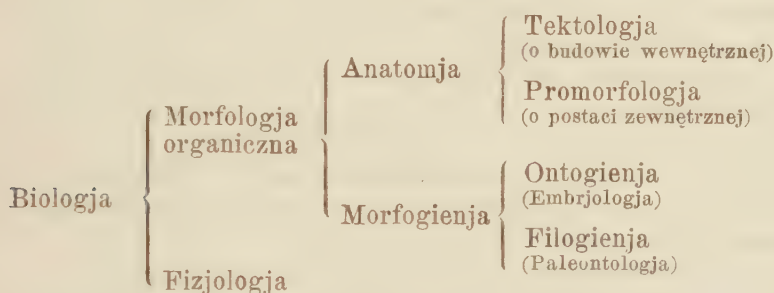 Tektologja
(o budowie wewnętrznej)
Anatomja
Promorfologja
(o postaci zewnętrznej)
Morfologja
organiczna
Ontogienja
(Embrjologja)
Biologja
Morfogienja
Filogienja
(Paleontologja)
Fizjologja